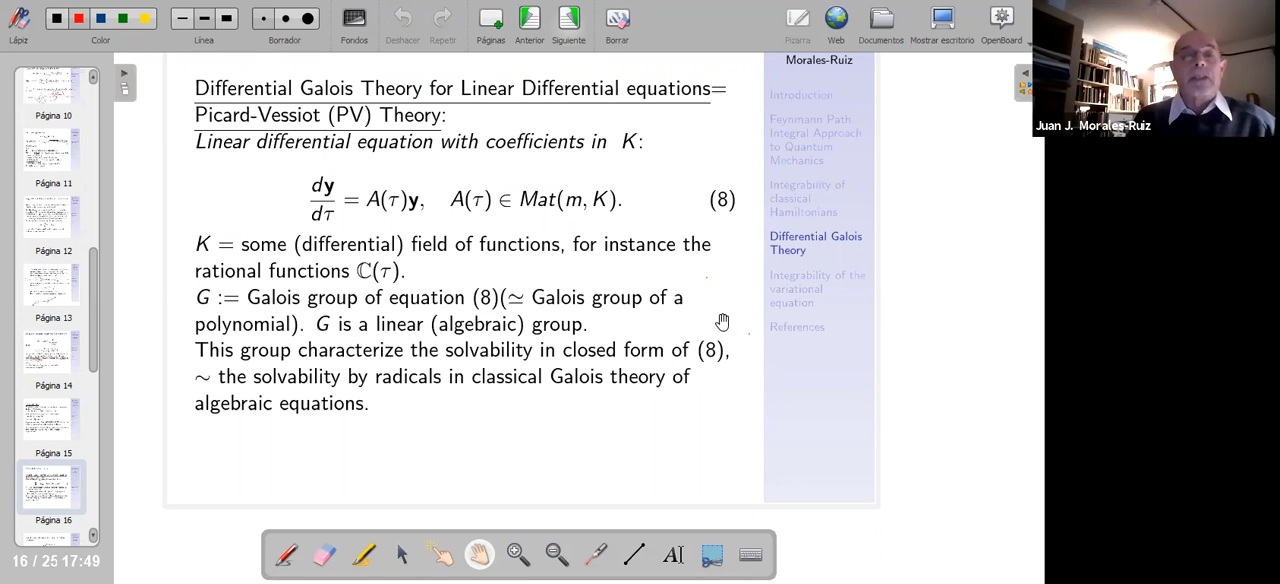 Lápiz
Color
Línea
Borrador
Fondos
Deshacer
Repetir
Páginas
Anterior
Siguiente
Borrar
Pizarra
Web
Documentos
Mostrar escritorio
OpenBoard
Página 10
Página 11
Página 12
Página 13
Página 14
Página 15
Página 16
16 / 25 17:49
Differential Galois Theory for Linear Differential equations=
Picard-Vessiot (PV) Theory:
Linear differential equation with coefficients in K:
dy/dτ = A(τ)y, A(τ) ∈ Mat(m, K). (8)
K = some (differential) field of functions, for instance the
rational functions ℂ(τ).
G := Galois group of equation (8)(≃ Galois group of a
polynomial). G is a linear (algebraic) group.
This group characterize the solvability in closed form of (8),
∼ the solvability by radicals in classical Galois theory of
algebraic equations.
Morales-Ruiz
Introduction
Feynmann Path
Integral Approach
to Quantum
Mechanics
Integrability of
classical
Hamiltonians
Differential Galois
Theory
Integrability of the
variational
equation
References
Juan J. Morales-Ruiz